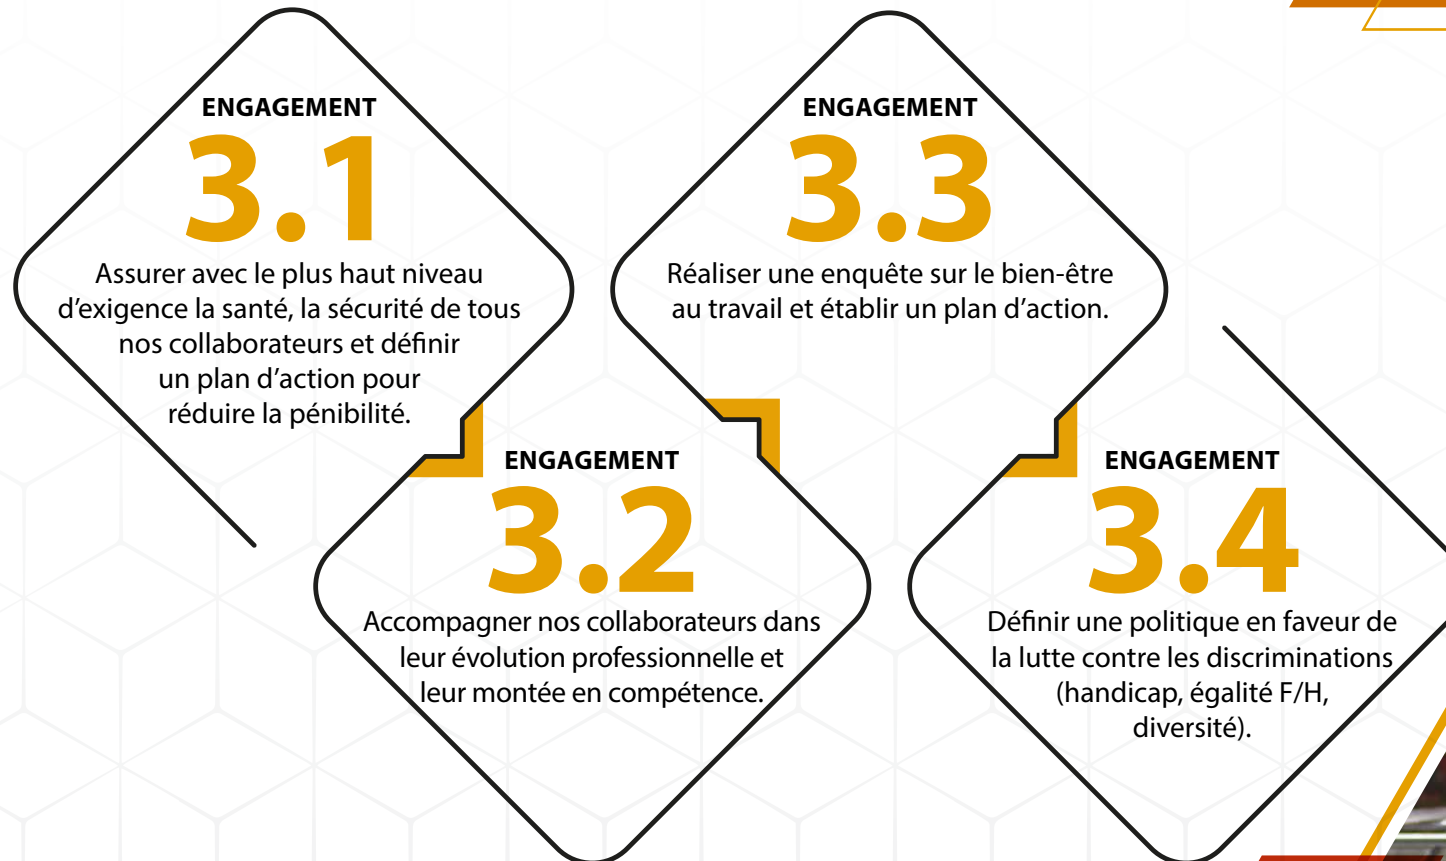 ENGAGEMENT
3.1
Assurer avec le plus haut niveau
d’exigence la santé, la sécurité de tous
nos collaborateurs et définir
un plan d’action pour
réduire la pénibilité.
ENGAGEMENT
3.2
Accompagner nos collaborateurs dans
leur évolution professionnelle et
leur montée en compétence.
ENGAGEMENT
3.3
Réaliser une enquête sur le bien-être
au travail et établir un plan d’action.
ENGAGEMENT
3.4
Définir une politique en faveur de
la lutte contre les discriminations
(handicap, égalité F/H,
diversité).